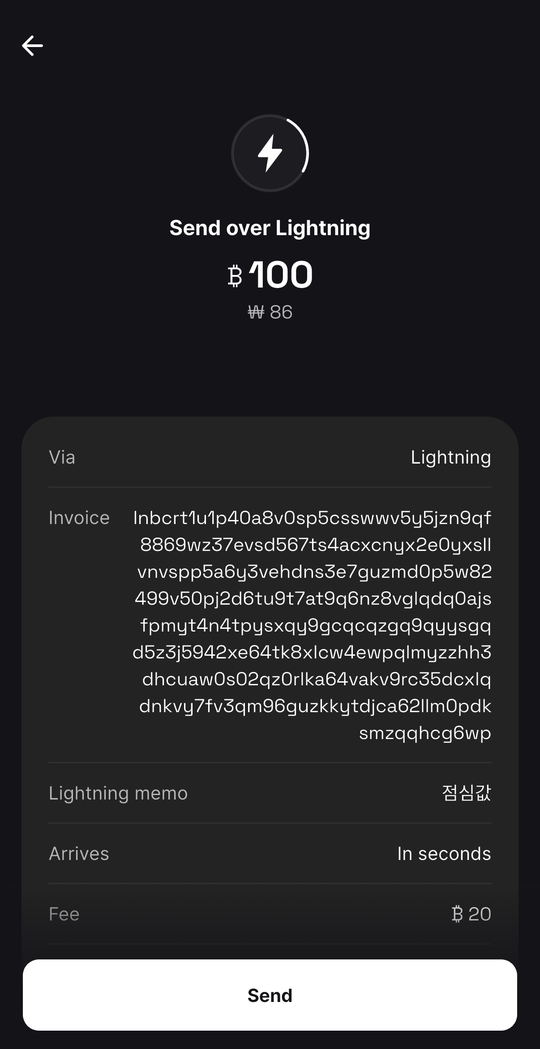 Send over Lightning
₿ 100
₩ 86
Via Lightning
Invoice lnbcrt1u1p40a8v0sp5csswwv5y5jzn9qf
8869wz37evsd567ts4acxcnyx2e0yxsll
vnvspp5a6y3vehdns3e7guzmd0p5w82
499v50pj2d6tu9t7at9q6nz8vglqdq0ajs
fpmyt4n4tpysxqy9gcqcqzgq9qyysgq
d5z3j5942xe64tk8xlcw4ewpqlmyzzhh3
dhcuaw0s02qz0rlka64vakv9rc35dcxlq
dnkvy7fv3qm96guzkkytdjca62llm0pdk
smzqqhcg6wp
Lightning memo 점심값
Arrives In seconds
Fee ₿ 20
Send